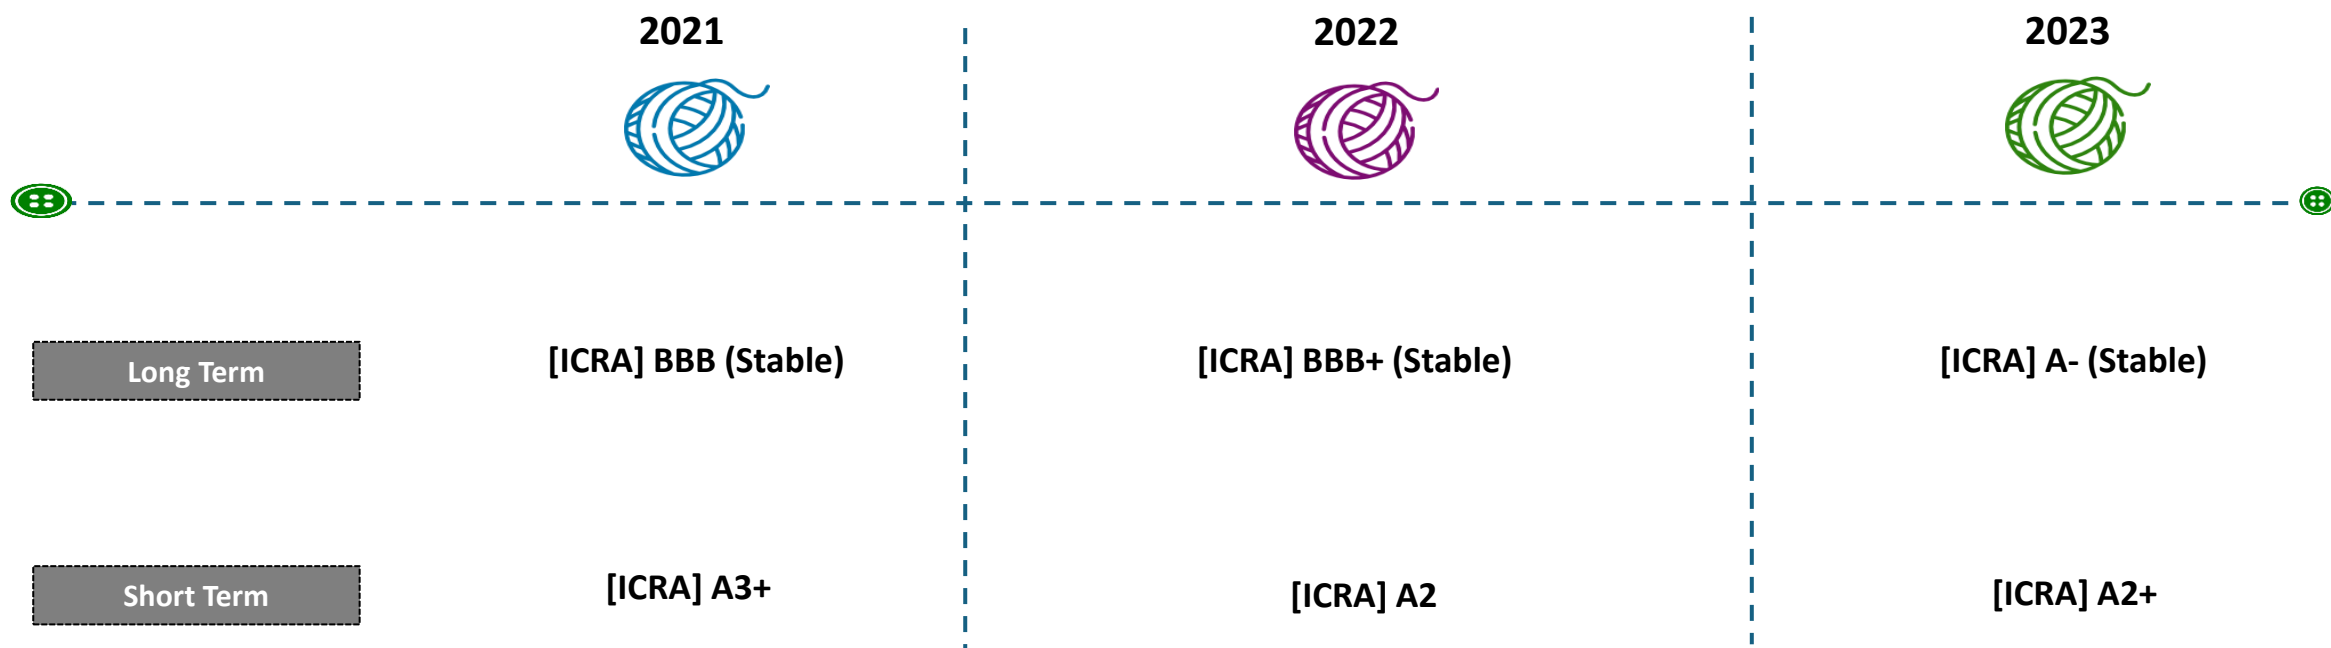 2021
2022
2023
Long Term
[ICRA] BBB (Stable)
[ICRA] BBB+ (Stable)
[ICRA] A- (Stable)
Short Term
[ICRA] A3+
[ICRA] A2
[ICRA] A2+